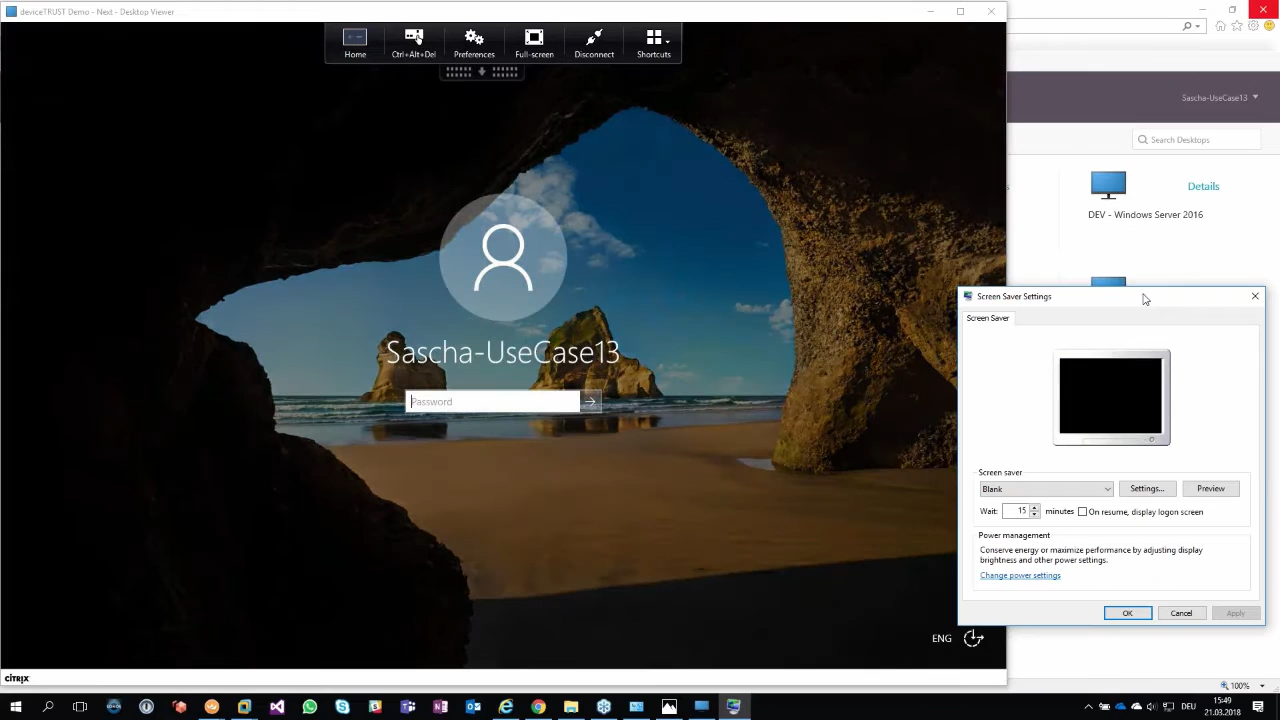 deviceTRUST Demo - Next - Desktop Viewer
Home
Ctrl+Alt+Del
Preferences
Full-screen
Disconnect
Shortcuts
Sascha-UseCase13
Search Desktops
Details
DEV - Windows Server 2016
Sascha-UseCase13
Password
ENG
CITRIX
Screen Saver Settings
Screen Saver
Screen saver
Blank
Settings...
Preview
Wait: 15 minutes
On resume, display logon screen
Power management
Conserve energy or maximize performance by adjusting display
brightness and other power settings.
Change power settings
OK
Cancel
Apply
100%
DEU
15:49
21.03.2018